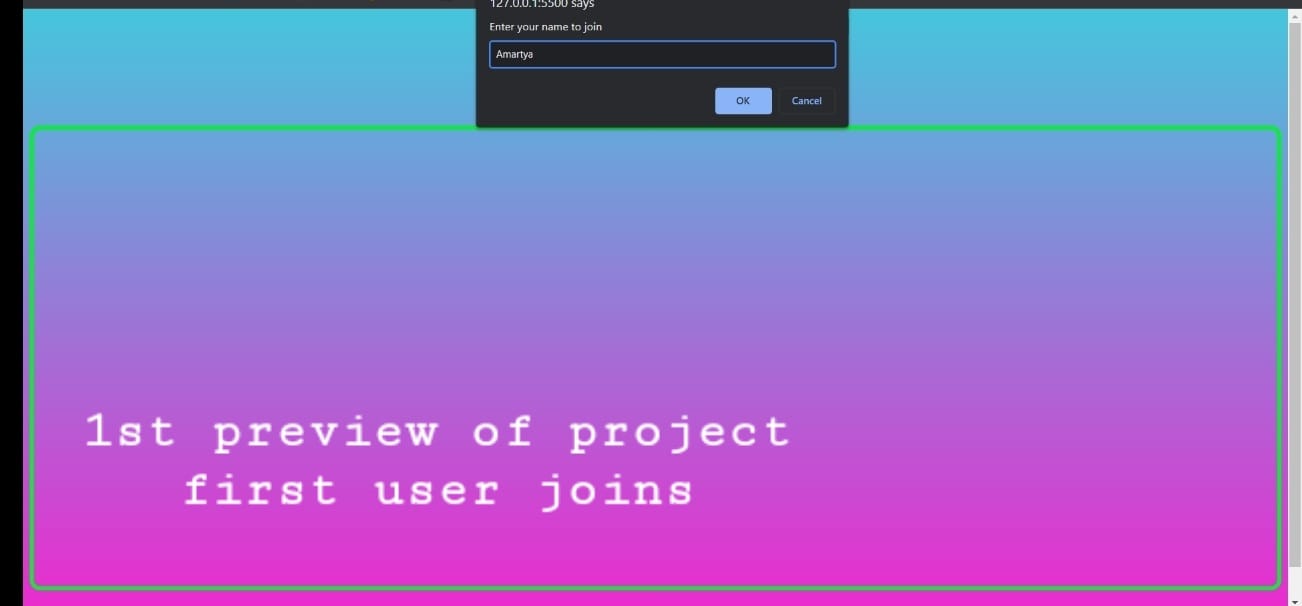 127.0.0.1:5500 says
Enter your name to join
Amartya
OK
Cancel
1st preview of project
first user joins